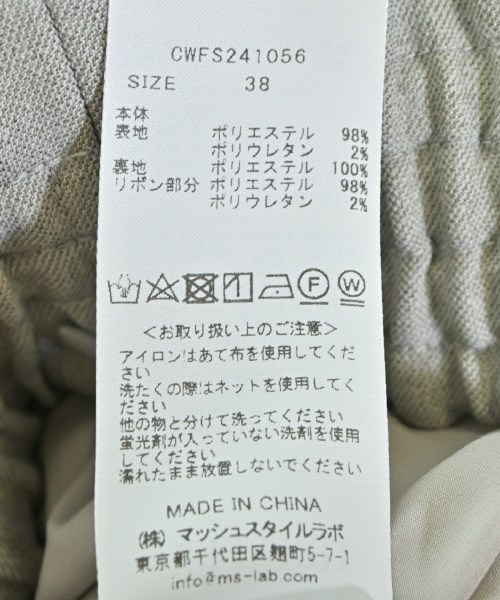 CWFS241056
SIZE 38
本体
表地 ポリエステル 98%
ポリウレタン 2%
裏地 ポリエステル 100%
リボン部分 ポリエステル 98%
ポリウレタン 2%
F W
<お取り扱い上のご注意>
アイロンはあて布を使用してくだ
さい
洗たくの際はネットを使用してく
ださい
他の物と分けて洗ってください
蛍光剤が入っていない洗剤を使用
してください
濡れたまま放置しないでください
MADE IN CHINA
(株) マッシュスタイルラボ
東京都千代田区麹町5-7-1
info@ms-lab.com